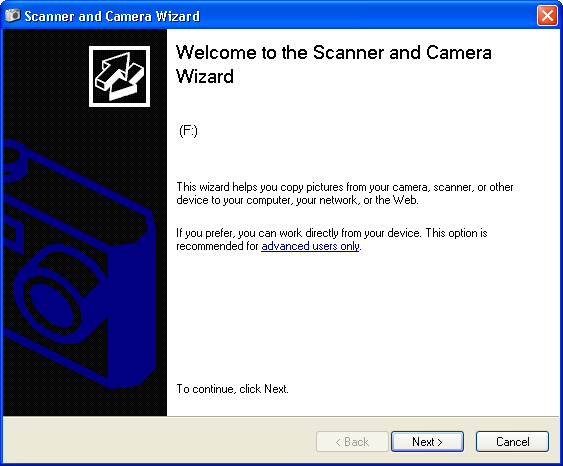 Scanner and Camera Wizard
Welcome to the Scanner and Camera
Wizard
(F:)
This wizard helps you copy pictures from your camera, scanner, or other
device to your computer, your network, or the Web.
If you prefer, you can work directly from your device. This option is
recommended for advanced users only.
To continue, click Next.
< Back Next > Cancel